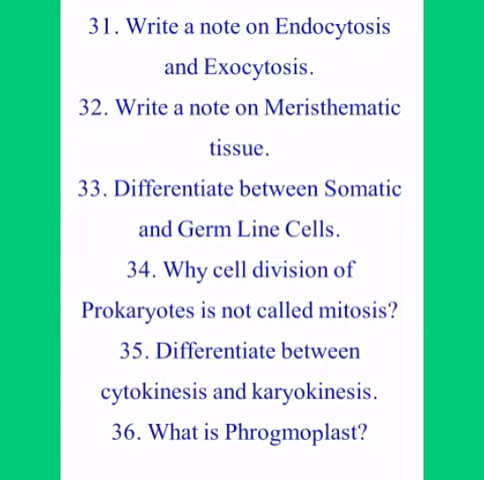 31. Write a note on Endocytosis
and Exocytosis.
32. Write a note on Meristhematic
tissue.
33. Differentiate between Somatic
and Germ Line Cells.
34. Why cell division of
Prokaryotes is not called mitosis?
35. Differentiate between
cytokinesis and karyokinesis.
36. What is Phrogmoplast?